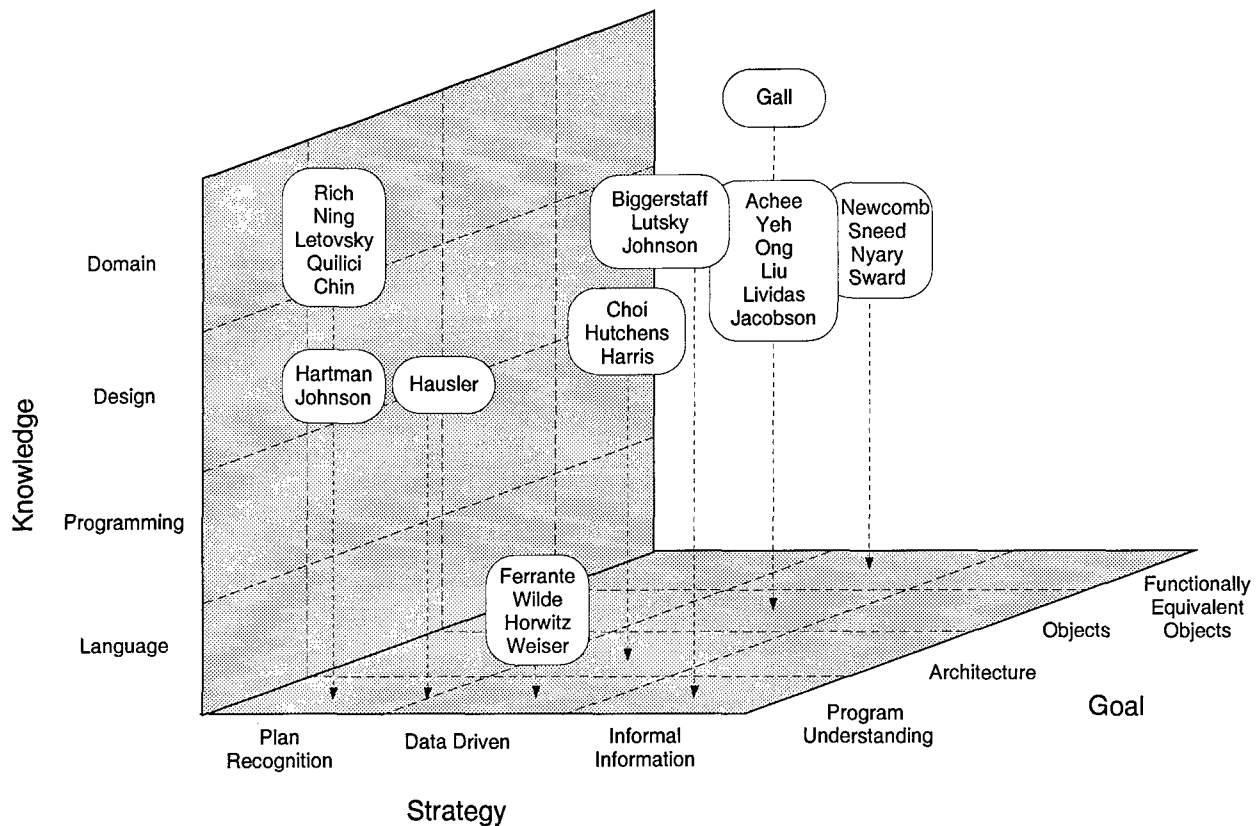 Gall
Rich
Ning
Letovsky
Quilici
Chin
Biggerstaff
Lutsky
Johnson
Achee
Yeh
Ong
Liu
Lividas
Jacobson
Newcomb
Sneed
Nyary
Sward
Domain
Choi
Hutchens
Harris
Hartman
Johnson
Hausler
Design
Knowledge
Programming
Ferrante
Wilde
Horwitz
Weiser
Language
Functionally
Equivalent
Objects
Objects
Architecture
Goal
Program
Understanding
Plan
Recognition
Data Driven
Informal
Information
Strategy